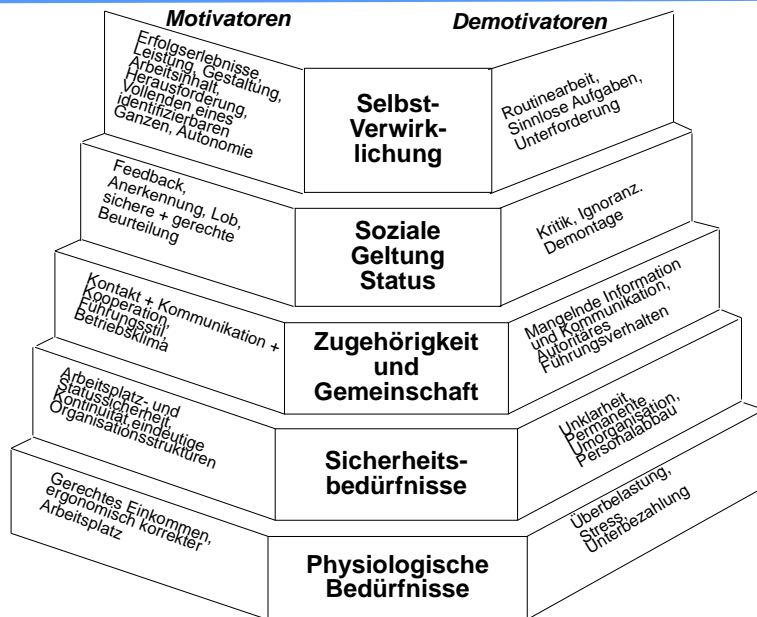 Motivatoren
Demotivatoren
Erfolgserlebnisse,
Leistung, Gestaltung,
Arbeitsinhalt,
Herausforderung,
Vollenden eines
identifizierbaren
Ganzen, Autonomie
Selbst-
Verwirk-
lichung
Routinearbeit,
Sinnlose Aufgaben,
Unterforderung
Feedback,
Anerkennung, Lob,
sichere + gerechte
Beurteilung
Soziale
Geltung
Status
Kritik, Ignoranz.
Demontage
Kontakt + Kommunikation +
Kooperation,
Führungsstil,
Betriebsklima
Zugehörigkeit
und
Gemeinschaft
Mangelnde Information
und Kommunikation,
Autoritäres
Führungsverhalten
Arbeitsplatz- und
Statussicherheit,
Kontinuität,eindeutige
Organisationsstrukturen
Sicherheits-
bedürfnisse
Unklarheit,
Permanente
Umorganisation,
Personalabbau
Gerechtes Einkommen,
ergonomisch korrekter
Arbeitsplatz
Physiologische
Bedürfnisse
Überbelastung,
Stress,
Unterbezahlung